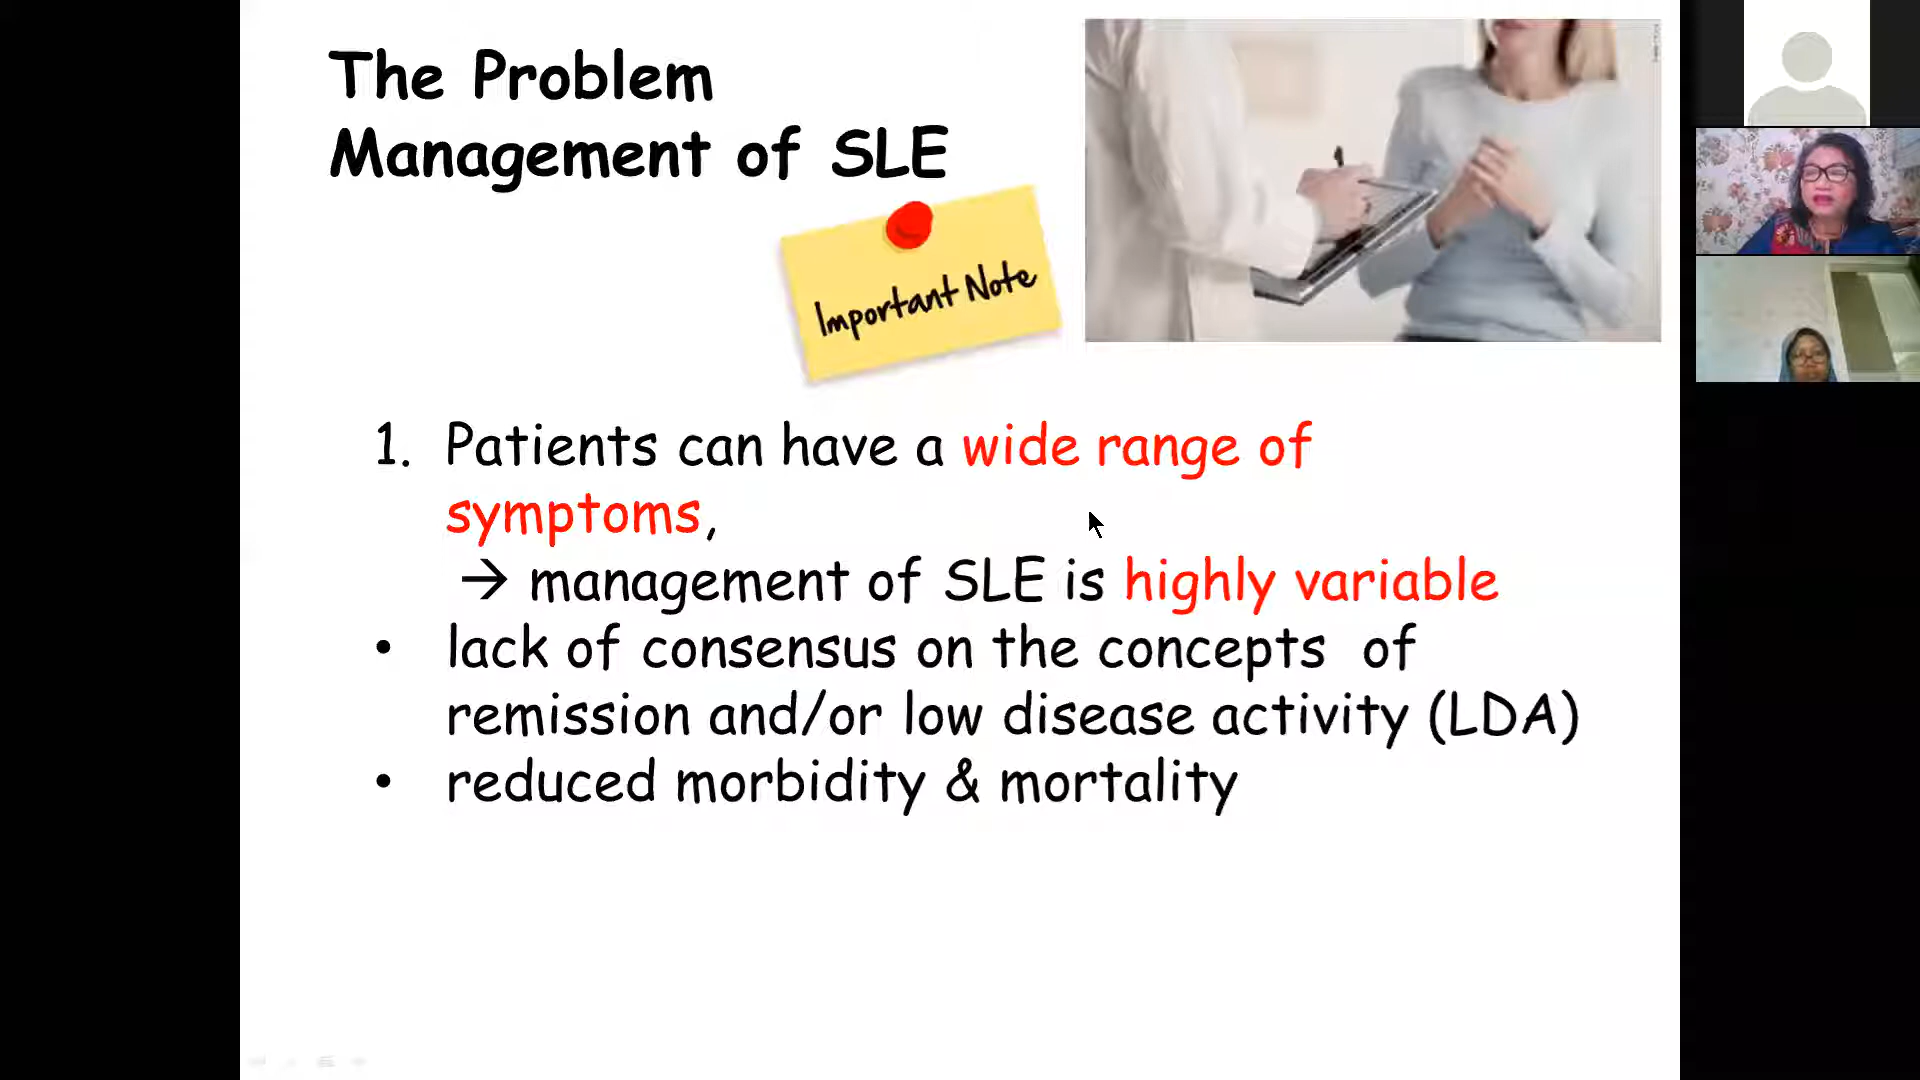 The Problem
Management of SLE
Important Note
1. Patients can have a wide range of
symptoms,
→ management of SLE is highly variable
• lack of consensus on the concepts of
remission and/or low disease activity (LDA)
• reduced morbidity & mortality